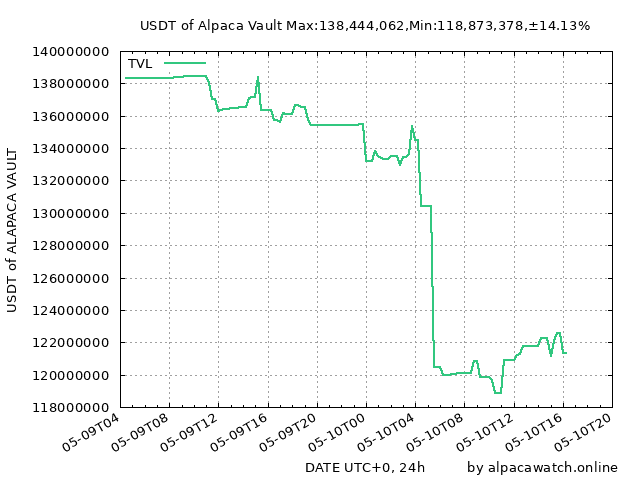 USDT of Alpaca Vault Max:138,444,062,Min:118,873,378,±14.13%
TVL
140000000
138000000
136000000
134000000
132000000
130000000
128000000
126000000
124000000
122000000
120000000
118000000
USDT of ALAPACA VAULT
05-09T04
05-09T08
05-09T12
05-09T16
05-09T20
05-10T00
05-10T04
05-10T08
05-10T12
05-10T16
05-10T20
DATE UTC+0, 24h
by alpacawatch.online